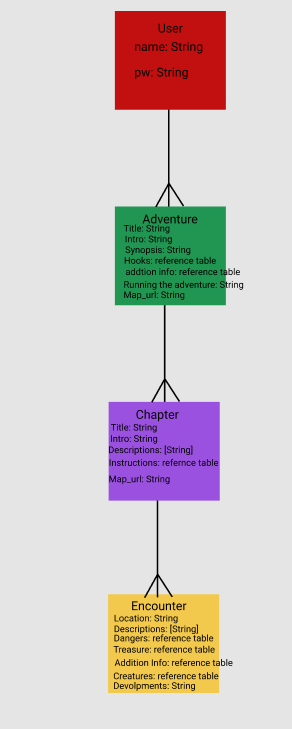 User
name: String
pw: String
Adventure
Title: String
Intro: String
Synopsis: String
Hooks: reference table
addtion info: reference table
Running the adventure: String
Map_url: String
Chapter
Title: String
Intro: String
Descriptions: [String]
Instructions: refernce table
Map_url: String
Encounter
Location: String
Descriptions: [String]
Dangers: reference table
Treasure: reference table
Addition Info: reference table
Creatures: reference table
Devolpments: String